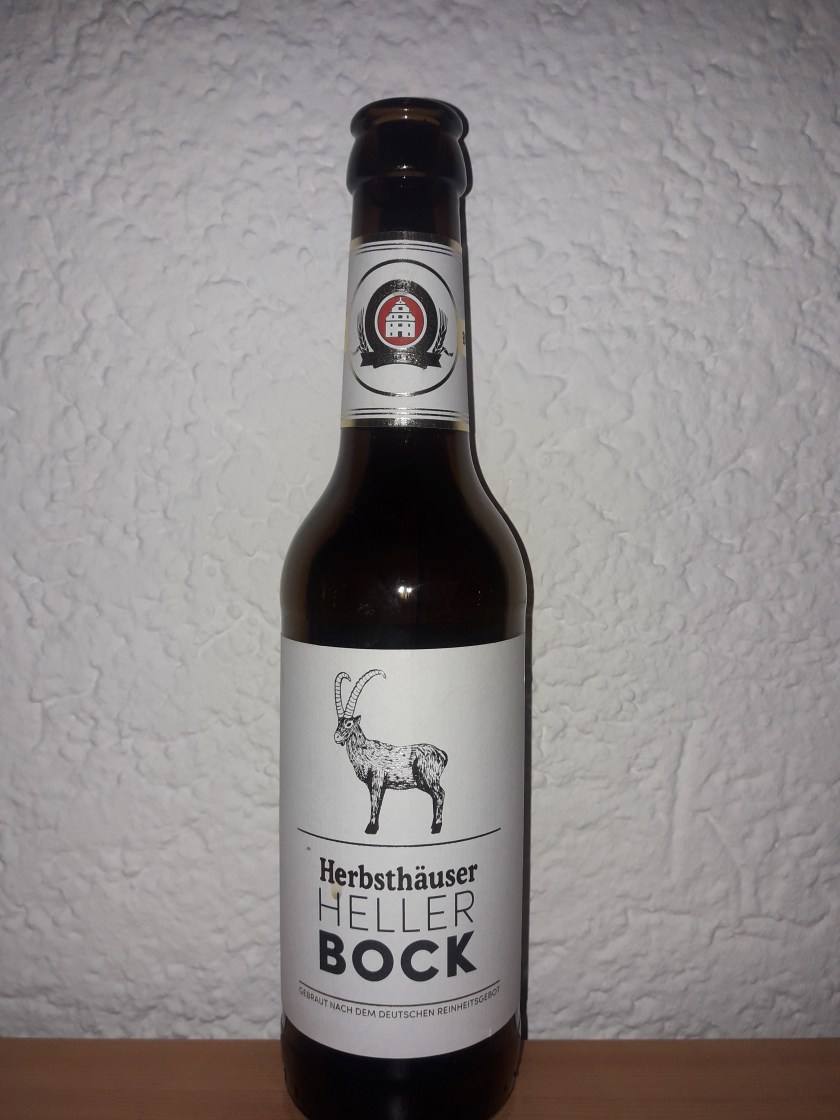 Herbsthäuser
HELLER
BOCK
GEBRAUT NACH DEM DEUTSCHEN REINHEITSGEBOT